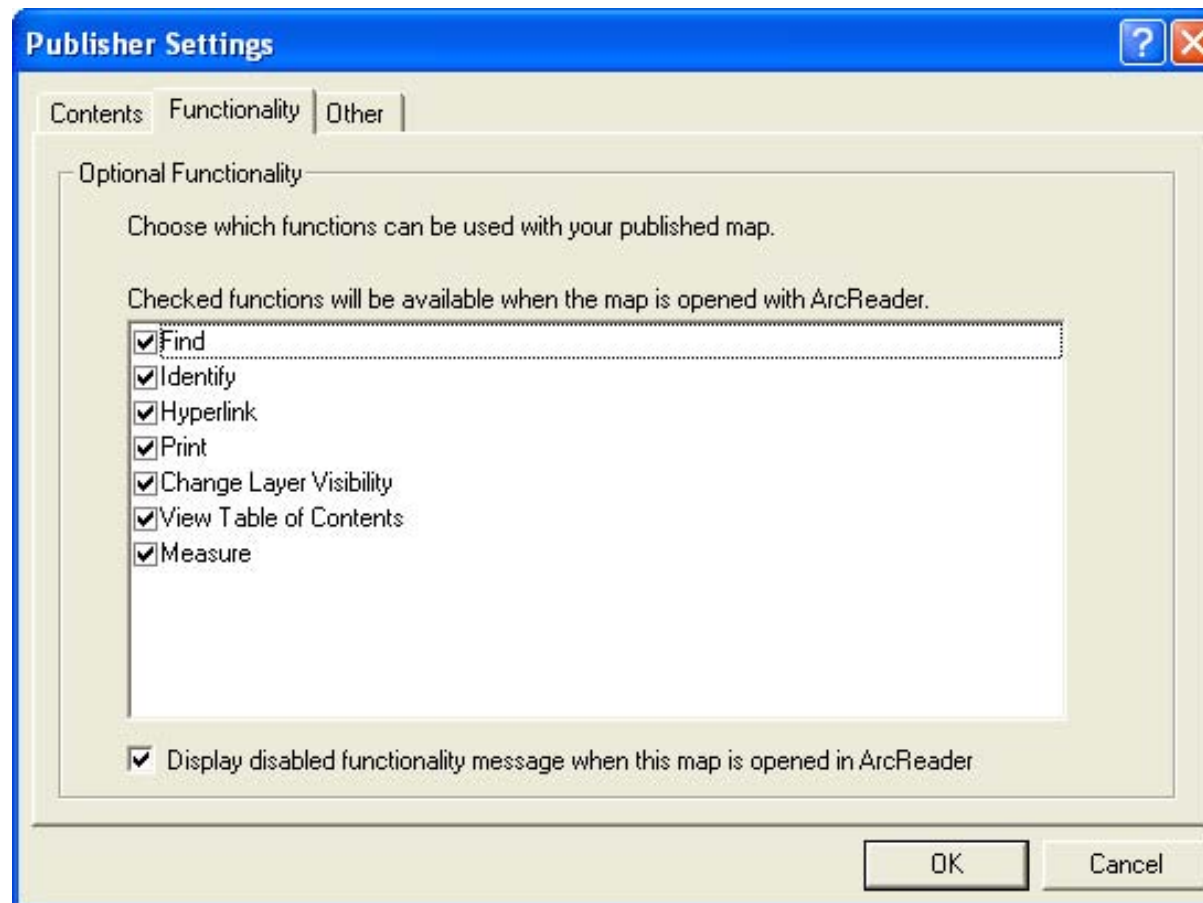 Publisher Settings
?
Contents Functionality Other
Optional Functionality
Choose which functions can be used with your published map.
Checked functions will be available when the map is opened with ArcReader.
Find
Identify
Hyperlink
Print
Change Layer Visibility
View Table of Contents
Measure
Display disabled functionality message when this map is opened in ArcReader
OK Cancel